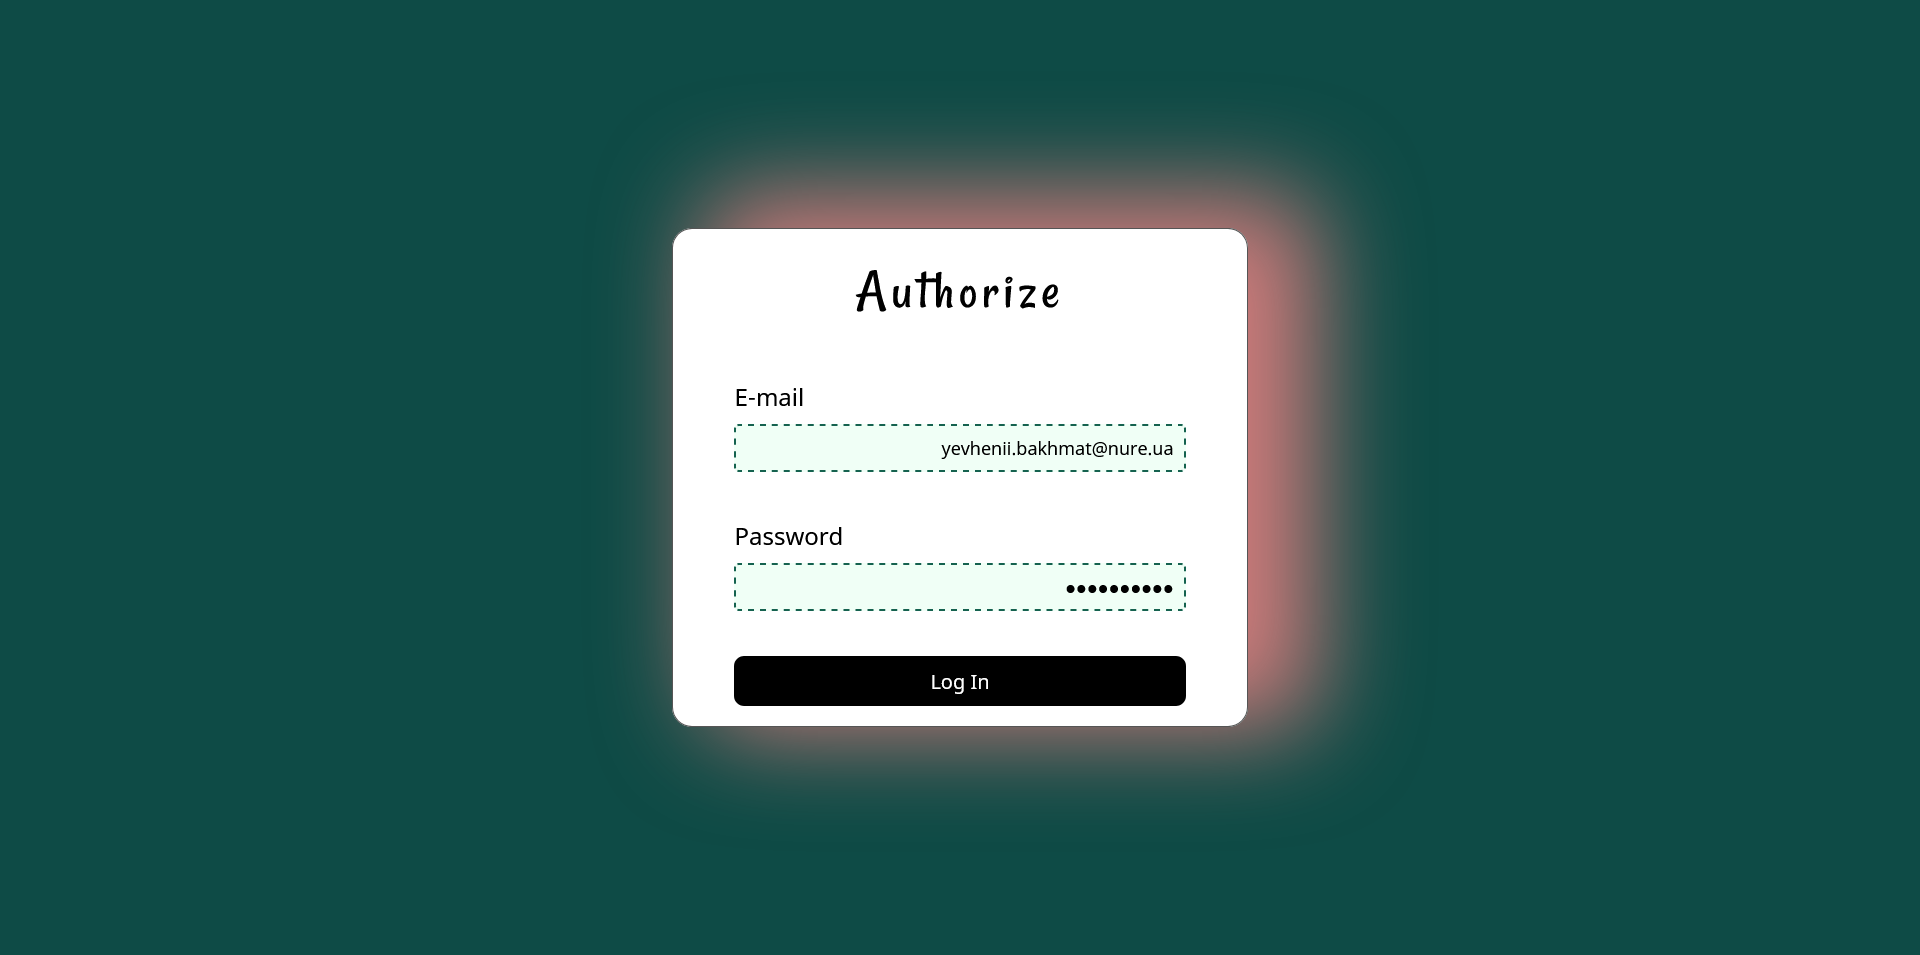 Authorize
E-mail
yevhenii.bakhmat@nure.ua
Password
••••••••••
Log In